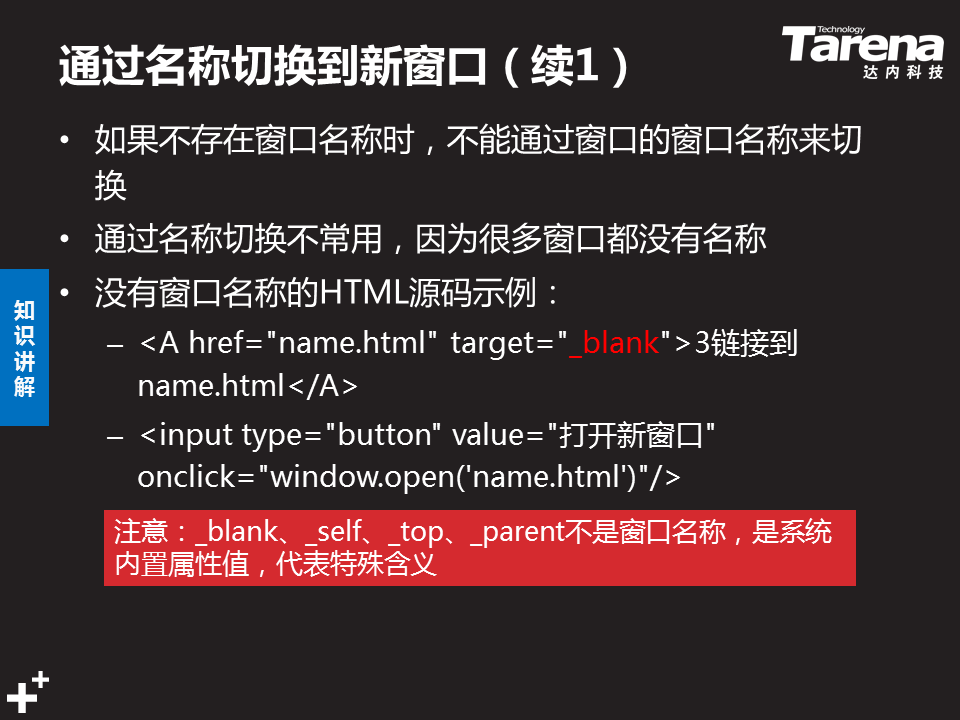 通过名称切换到新窗口（续1）
Technology
Tarena
达内科技
• 如果不存在窗口名称时，不能通过窗口的窗口名称来切
换
• 通过名称切换不常用，因为很多窗口都没有名称
• 没有窗口名称的HTML源码示例：
– <A href="name.html" target="_blank">3链接到
name.html</A>
– <input type="button" value="打开新窗口"
onclick="window.open('name.html')"/>
注意：_blank、_self、_top、_parent不是窗口名称，是系统
内置属性值，代表特殊含义
知
识
讲
解